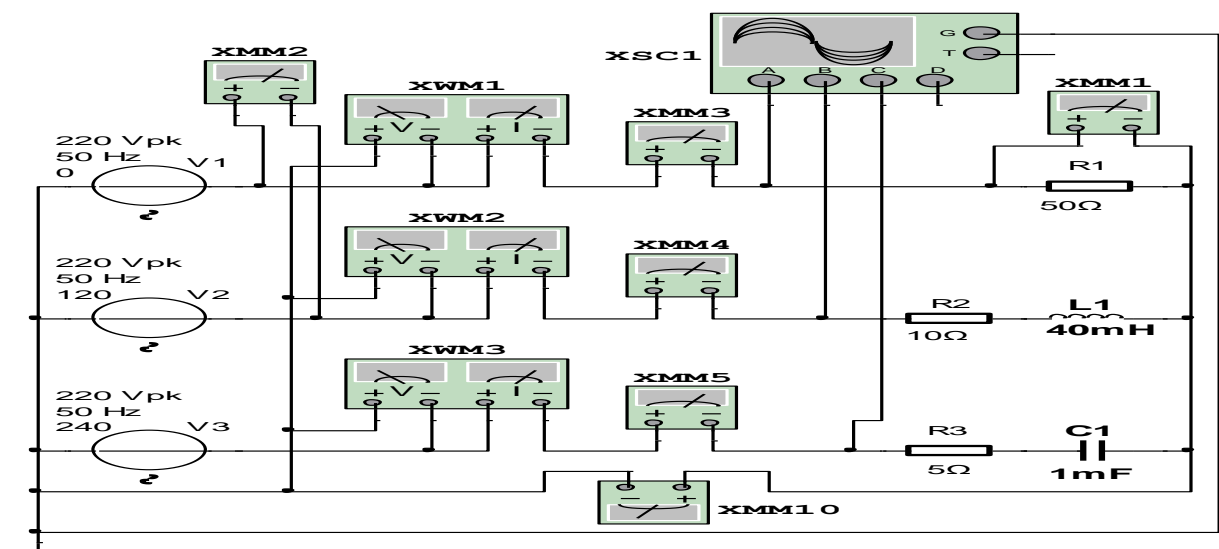 XMM2
XSC1
G
T
A B C D
XWM1
+ V − + I −
XMM3
+ −
XMM1
+ −
220 Vpk
50 Hz
0
V1
R1
50Ω
XWM2
+ V − + I −
XMM4
+ −
220 Vpk
50 Hz
120
V2
R2
10Ω
L1
40mH
XWM3
+ V − + I −
XMM5
+ −
220 Vpk
50 Hz
240
V3
R3
5Ω
C1
1mF
− +
XMM10